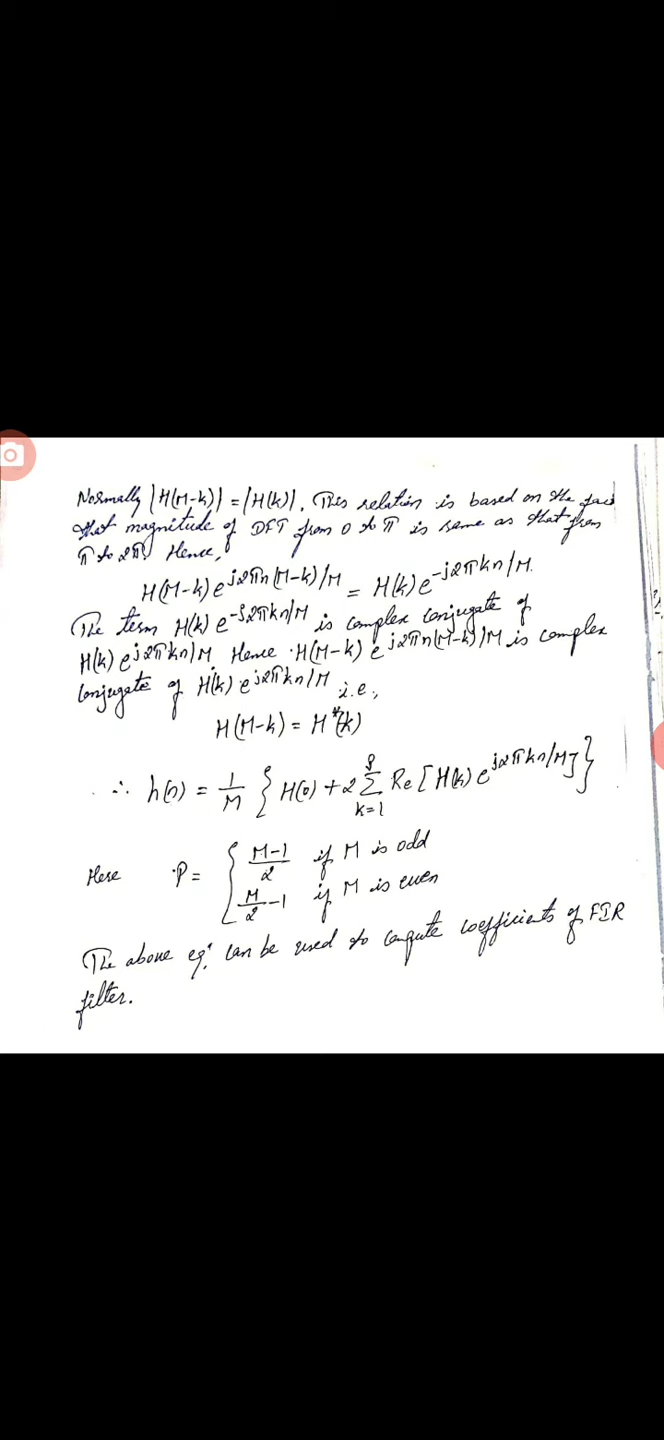 Normally |H(M-k)| = |H(k)|. This relation is based on the fac
that magnitude of DFT from 0 to π is same as that from
π to 2π. Hence,
H(M-k) e^{j2πn(M-k)/M} = H(k) e^{-j2πkn/M}.
The term H(k) e^{-j2πkn/M} is complex conjugate of
H(k) e^{j2πkn/M}. Hence H(M-k) e^{j2πn(M-k)/M} is complex
conjugate of H(k) e^{j2πkn/M} i.e.,
H(M-k) = H*(k)
∴ h(n) = 1/M { H(0) + 2 Σ_{k=1}^{P} Re [H(k) e^{j2πkn/M}] }
Here P = { (M-1)/2 if M is odd
M/2 - 1 if M is even
The above eqⁿ. can be used to compute coefficients of FIR
filter.